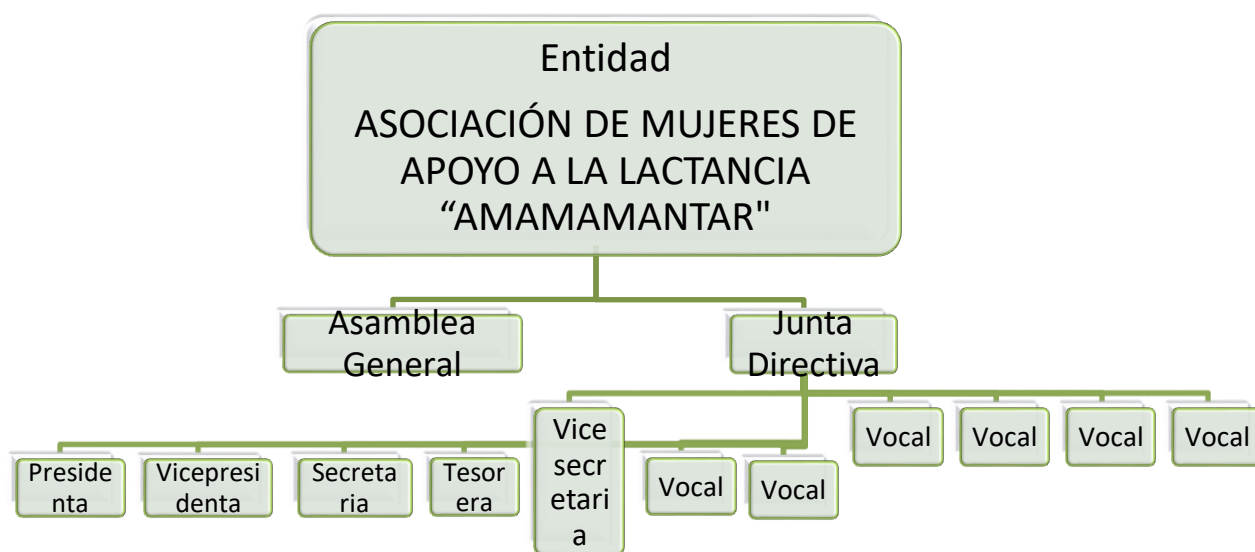 Entidad
ASOCIACIÓN DE MUJERES DE
APOYO A LA LACTANCIA
“AMAMAMANTAR"
Asamblea
General
Junta
Directiva
Preside
nta
Vicepresi
denta
Secreta
ria
Tesor
era
Vice
secr
etari
a
Vocal
Vocal
Vocal
Vocal
Vocal
Vocal